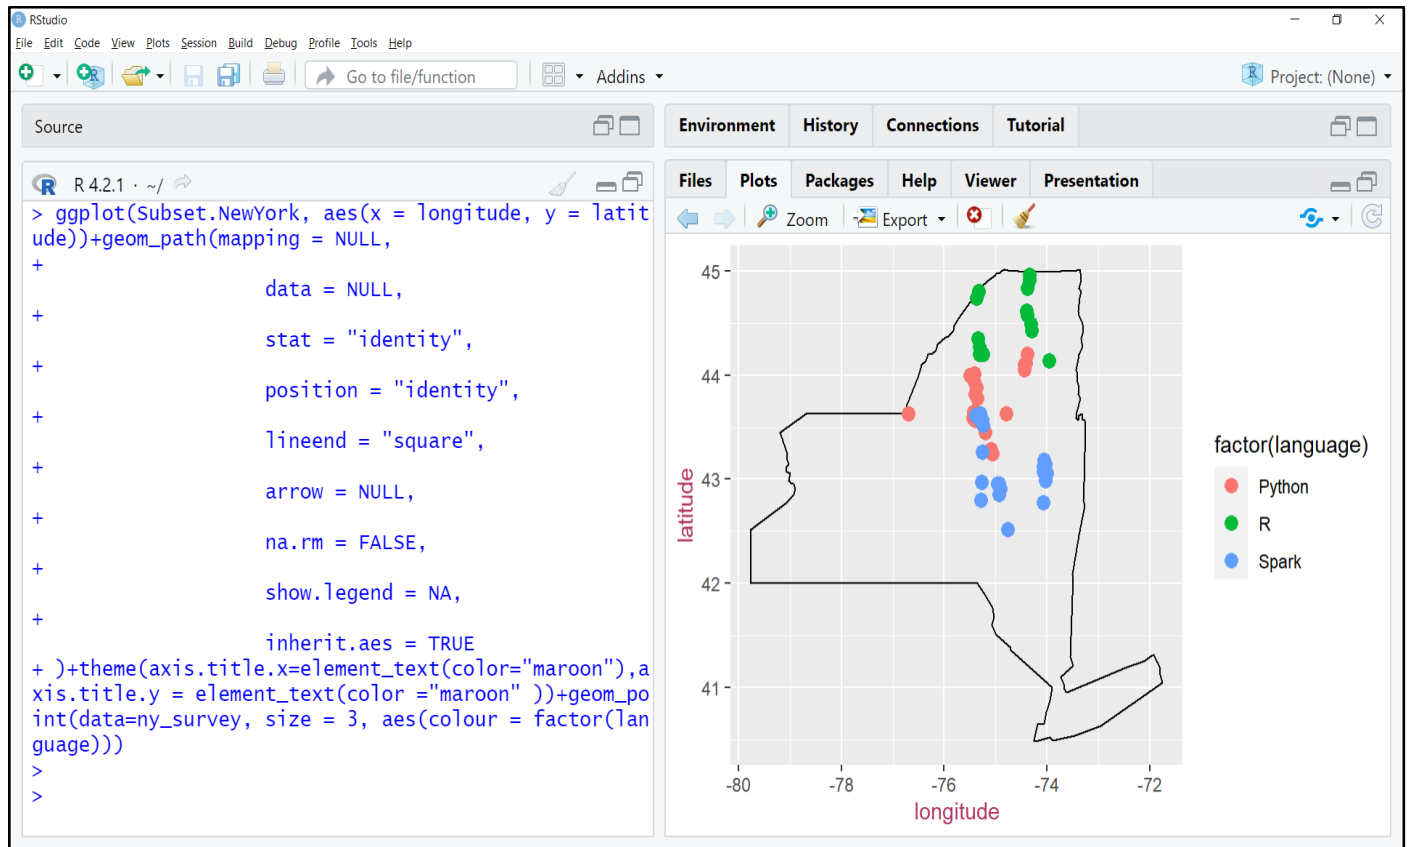 RStudio
File Edit Code View Plots Session Build Debug Profile Tools Help
Go to file/function
Addins
Project: (None)
Source
R 4.2.1 · ~/
> ggplot(Subset.NewYork, aes(x = longitude, y = latit
ude))+geom_path(mapping = NULL,
+
data = NULL,
+
stat = "identity",
+
position = "identity",
+
lineend = "square",
+
arrow = NULL,
+
na.rm = FALSE,
+
show.legend = NA,
+
inherit.aes = TRUE
+ )+theme(axis.title.x=element_text(color="maroon"),a
xis.title.y = element_text(color ="maroon" ))+geom_po
int(data=ny_survey, size = 3, aes(colour = factor(lan
guage)))
>
>
Environment History Connections Tutorial
Files Plots Packages Help Viewer Presentation
Zoom Export
45
44
43
42
41
latitude
-80 -78 -76 -74 -72
longitude
factor(language)
Python
R
Spark